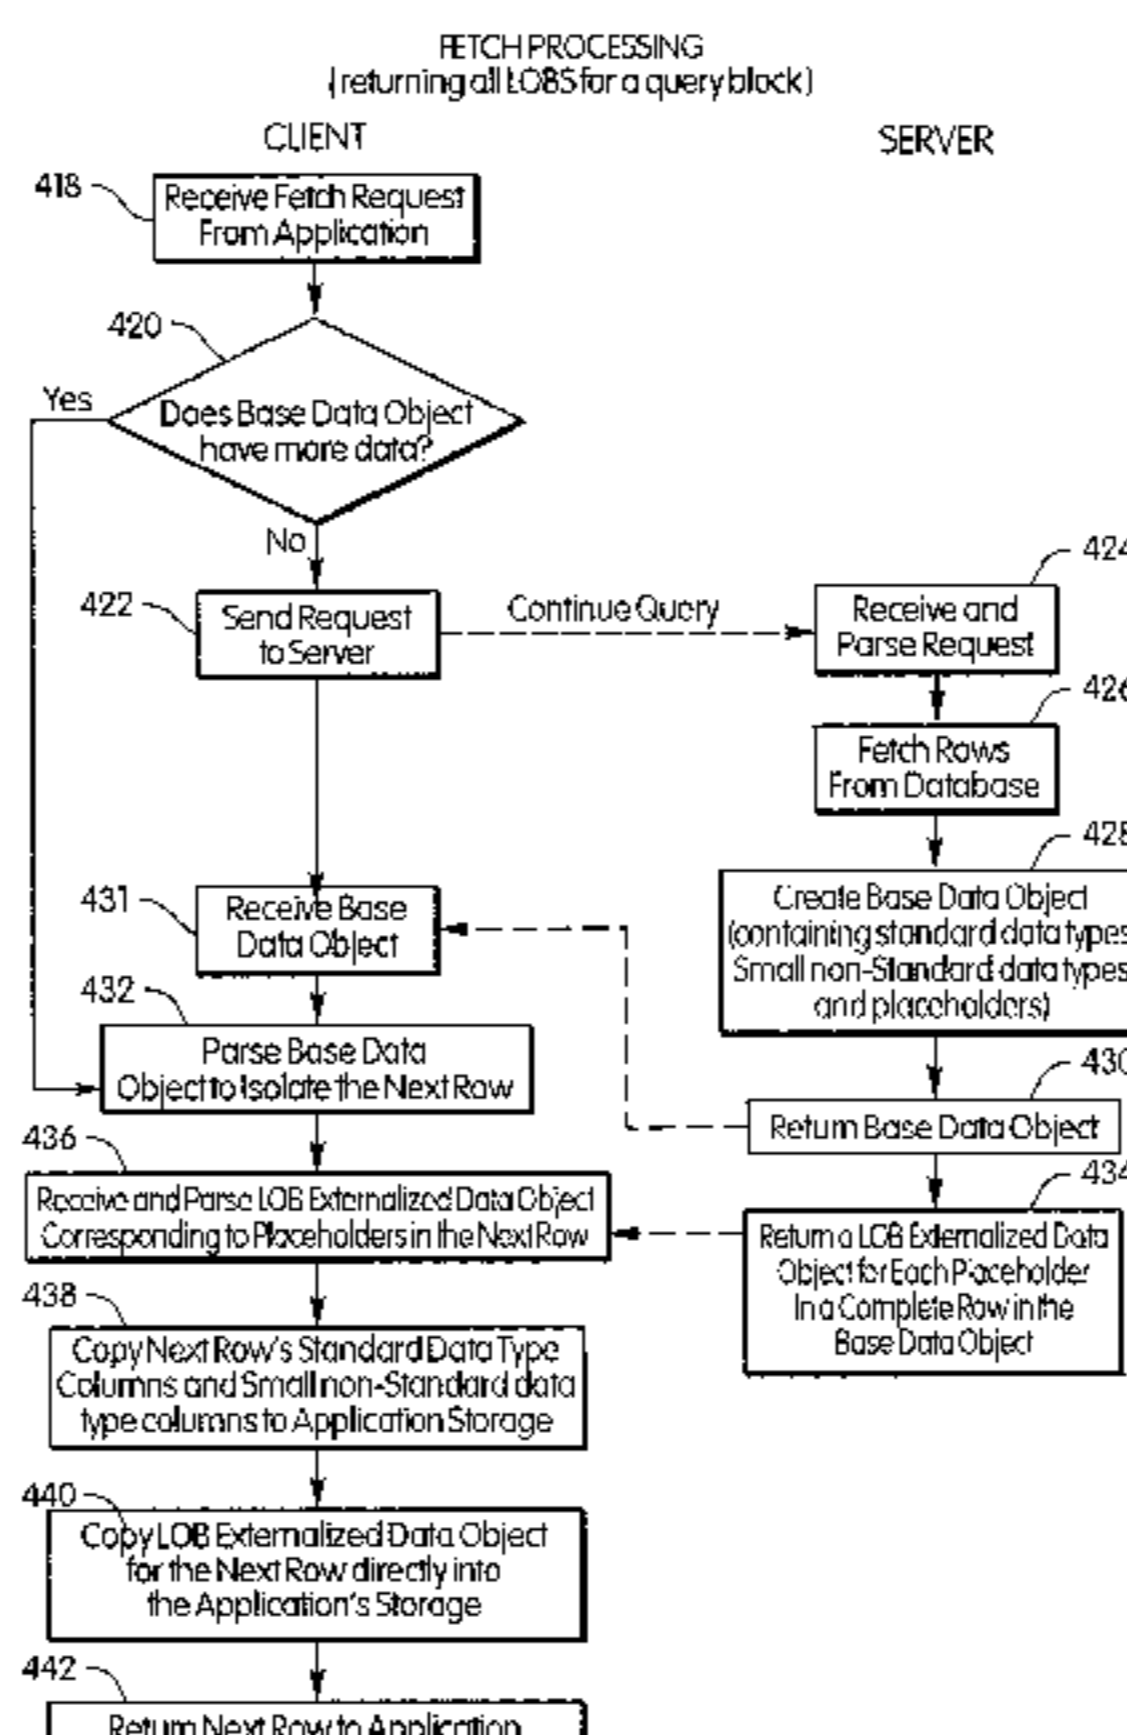 FETCH PROCESSING
(returning all LOBS for a query block)
CLIENT
SERVER
418
Receive Fetch Request
From Application
420
Yes
Does Base Data Object
have more data?
No
422
Send Request
to Server
Continue Query
424
Receive and
Parse Request
426
Fetch Rows
From Database
428
Create Base Data Object
(containing standard data types
Small non-Standard data types
and placeholders)
431
Receive Base
Data Object
432
Parse Base Data
Object to Isolate the Next Row
430
Return Base Data Object
436
Receive and Parse LOB Externalized Data Object
Corresponding to Placeholders in the Next Row
434
Return a LOB Externalized Data
Object for Each Placeholder
In a Complete Row in the
Base Data Object
438
Copy Next Row's Standard Data Type
Columns and Small non-Standard data
type columns to Application Storage
440
Copy LOB Externalized Data Object
for the Next Row directly into
the Application's Storage
442
Return Next Row to Application